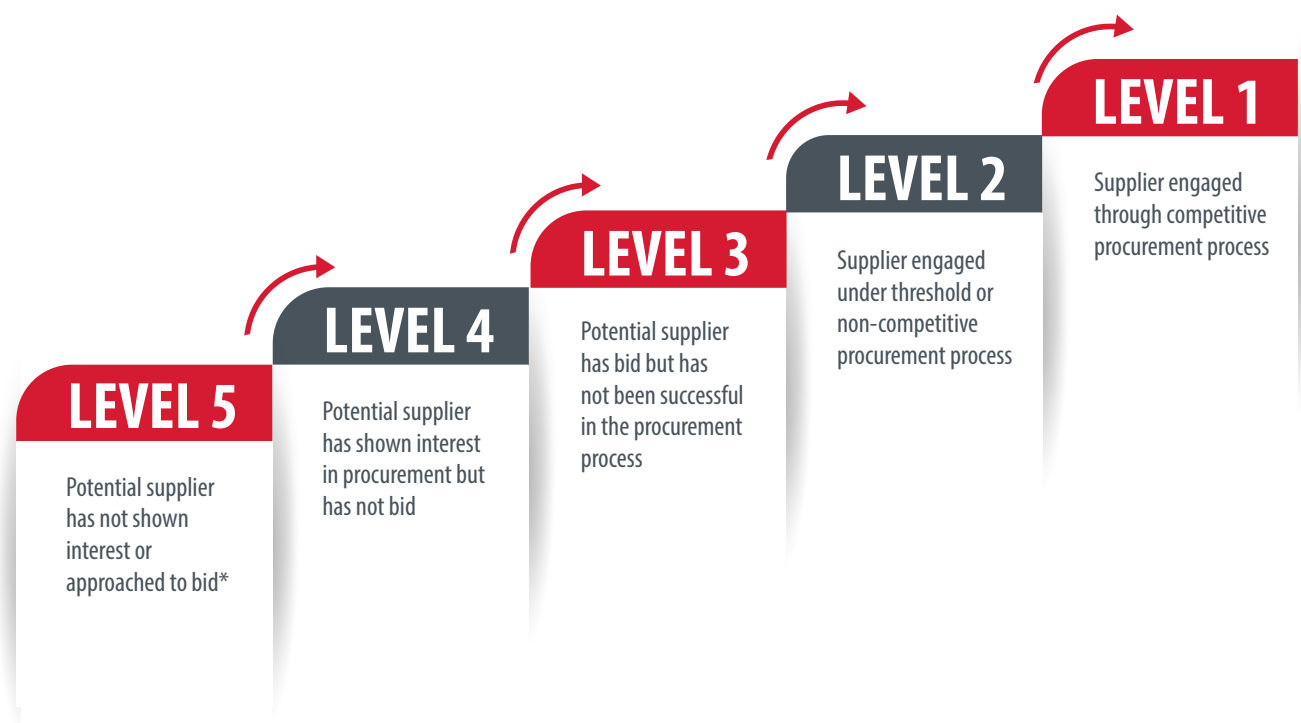 LEVEL 5
Potential supplier
has not shown
interest or
approached to bid*
LEVEL 4
Potential supplier
has shown interest
in procurement but
has not bid
LEVEL 3
Potential supplier
has bid but has
not been successful
in the procurement
process
LEVEL 2
Supplier engaged
under threshold or
non-competitive
procurement process
LEVEL 1
Supplier engaged
through competitive
procurement process